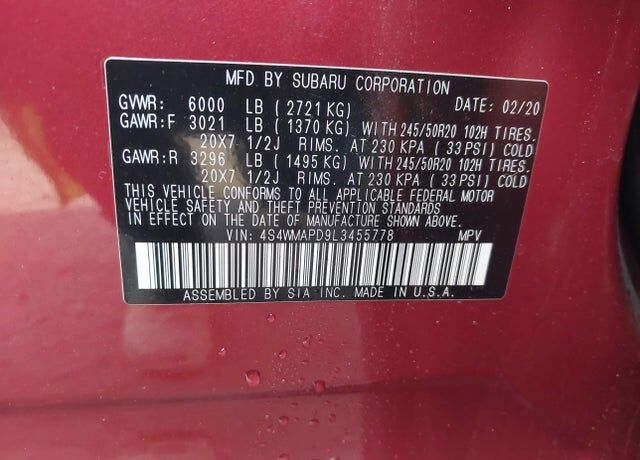 MFD. BY SUBARU CORPORATION
GVWR: 6000 LB ( 2721 KG) DATE: 02/20
GAWR:F 3021 LB ( 1370 KG) WITH 245/50R20 102H TIRES.
20X7 1/2J RIMS. AT 230 KPA ( 33 PSI) COLD
GAWR:R 3296 LB ( 1495 KG) WITH 245/50R20 102H TIRES.
20X7 1/2J RIMS. AT 230 KPA ( 33 PSI) COLD
THIS VEHICLE CONFORMS TO ALL APPLICABLE FEDERAL MOTOR
VEHICLE SAFETY AND THEFT PREVENTION STANDARDS
IN EFFECT ON THE DATE OF MANUFACTURE SHOWN ABOVE.
VIN: 4S4WMAPD9L3455778 MPV
ASSEMBLED BY SIA INC. MADE IN U.S.A.